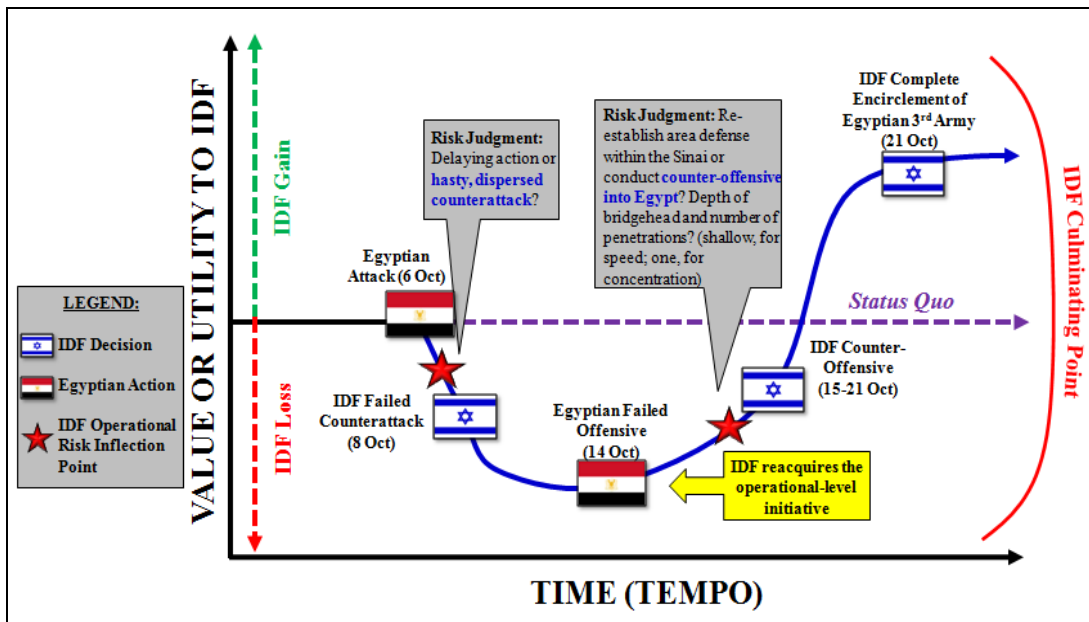 VALUE OR UTILITY TO IDF
IDF Gain
IDF Loss
LEGEND:
IDF Decision
Egyptian Action
IDF Operational
Risk Inflection
Point
Egyptian
Attack (6 Oct)
Risk Judgment:
Delaying action or
hasty, dispersed
counterattack?
IDF Failed
Counterattack
(8 Oct)
Egyptian Failed
Offensive
(14 Oct)
Risk Judgment: Re-
establish area defense
within the Sinai or
conduct counter-offensive
into Egypt? Depth of
bridgehead and number of
penetrations? (shallow, for
speed; one, for
concentration)
IDF reacquires the
operational-level
initiative
IDF Counter-
Offensive
(15-21 Oct)
Status Quo
IDF Complete
Encirclement of
Egyptian 3rd Army
(21 Oct)
IDF Culminating Point
TIME (TEMPO)